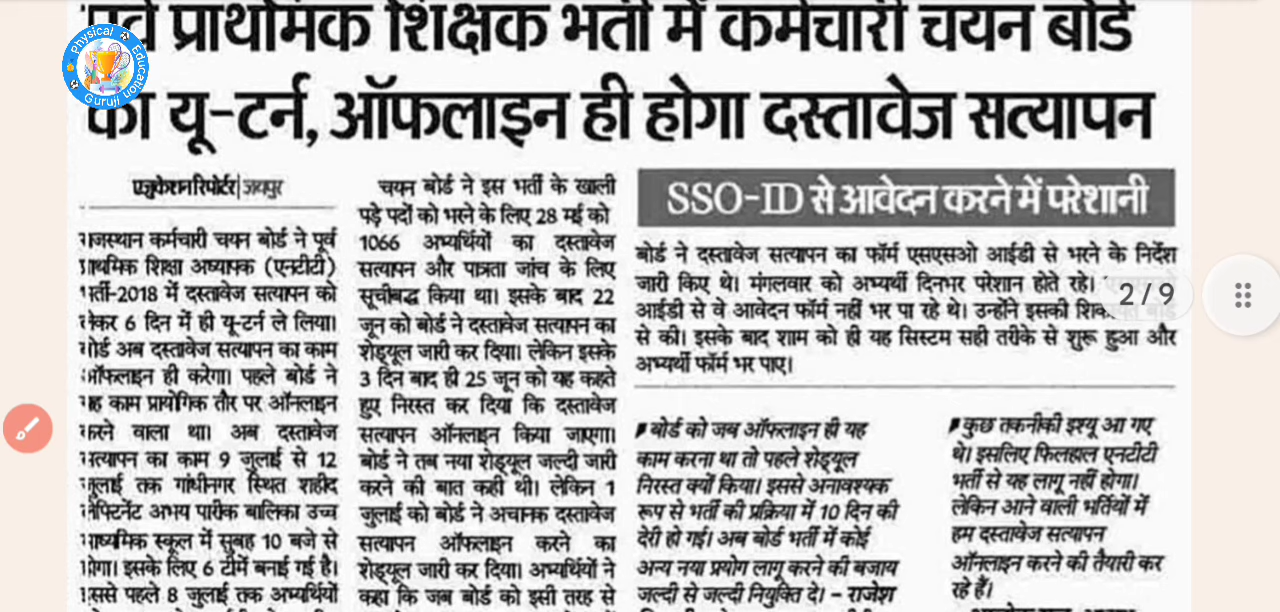 पूर्व प्राथमिक शिक्षक भर्ती में कर्मचारी चयन बोर्ड
का यू-टर्न, ऑफलाइन ही होगा दस्तावेज सत्यापन
Physical Education Guruji
एजुकेशन रिपोर्टर | जयपुर
राजस्थान कर्मचारी चयन बोर्ड ने पूर्व
प्राथमिक शिक्षा अध्यापक (एनटीटी)
भर्ती-2018 में दस्तावेज सत्यापन को
लेकर 6 दिन में ही यू-टर्न ले लिया।
बोर्ड अब दस्तावेज सत्यापन का काम
ऑफलाइन ही करेगा। पहले बोर्ड ने
यह काम प्रायोगिक तौर पर ऑनलाइन
करने वाला था। अब दस्तावेज
सत्यापन का काम 9 जुलाई से 12
जुलाई तक गांधीनगर स्थित शहीद
लेफ्टिनेंट अभय पारीक बालिका उच्च
माध्यमिक स्कूल में सुबह 10 बजे से
होगा। इसके लिए 6 टीमें बनाई गई है।
इससे पहले 8 जुलाई तक अभ्यर्थियों
चयन बोर्ड ने इस भर्ती के खाली
पड़े पदों को भरने के लिए 28 मई को
1066 अभ्यर्थियों का दस्तावेज
सत्यापन और पात्रता जांच के लिए
सूचीबद्ध किया था। इसके बाद 22
जून को बोर्ड ने दस्तावेज सत्यापन का
शेड्यूल जारी कर दिया। लेकिन इसके
3 दिन बाद ही 25 जून को यह कहते
हुए निरस्त कर दिया कि दस्तावेज
सत्यापन ऑनलाइन किया जाएगा।
बोर्ड ने तब नया शेड्यूल जल्दी जारी
करने की बात कही थी। लेकिन 1
जुलाई को बोर्ड ने अचानक दस्तावेज
सत्यापन ऑफलाइन करने का
शेड्यूल जारी कर दिया। अभ्यर्थियों ने
कहा कि जब बोर्ड को इसी तरह से
SSO-ID से आवेदन करने में परेशानी
बोर्ड ने दस्तावेज सत्यापन का फॉर्म एसएसओ आईडी से भरने के निर्देश
जारी किए थे। मंगलवार को अभ्यर्थी दिनभर परेशान होते रहे।
आईडी से वे आवेदन फॉर्म नहीं भर पा रहे थे। उन्होंने इसकी शिकायत बोर्ड
से की। इसके बाद शाम को ही यह सिस्टम सही तरीके से शुरू हुआ और
अभ्यर्थी फॉर्म भर पाए।
2/9
बोर्ड को जब ऑफलाइन ही यह
काम करना था तो पहले शेड्यूल
निरस्त क्यों किया। इससे अनावश्यक
रूप से भर्ती की प्रक्रिया में 10 दिन की
देरी हो गई। अब बोर्ड भर्ती में कोई
अन्य नया प्रयोग लागू करने की बजाय
जल्दी से जल्दी नियुक्ति दे। – राजेश
कुछ तकनीकी इश्यू आ गए
थे। इसलिए फिलहाल एनटीटी
भर्ती से यह लागू नहीं होगा।
लेकिन आने वाली भर्तियों में
हम दस्तावेज सत्यापन
ऑनलाइन करने की तैयारी कर
रहे हैं।